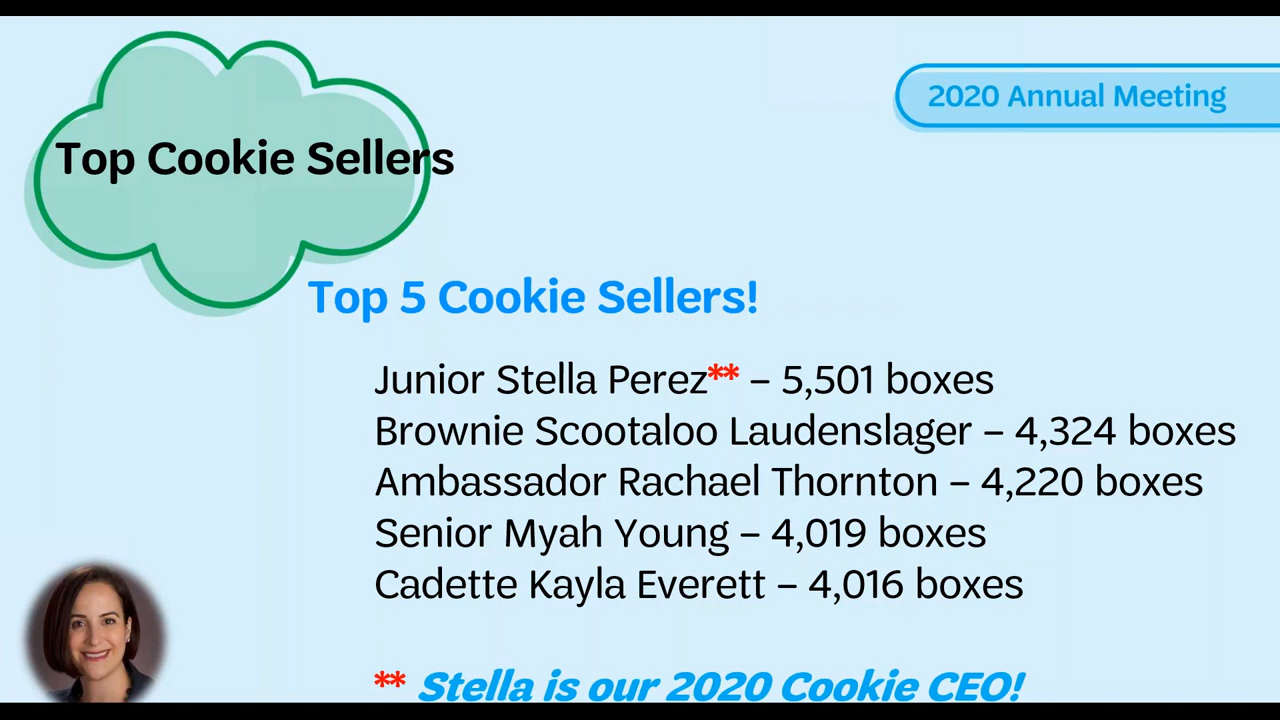 2020 Annual Meeting
Top Cookie Sellers
Top 5 Cookie Sellers!
Junior Stella Perez** – 5,501 boxes
Brownie Scootaloo Laudenslager – 4,324 boxes
Ambassador Rachael Thornton – 4,220 boxes
Senior Myah Young – 4,019 boxes
Cadette Kayla Everett – 4,016 boxes
** Stella is our 2020 Cookie CEO!